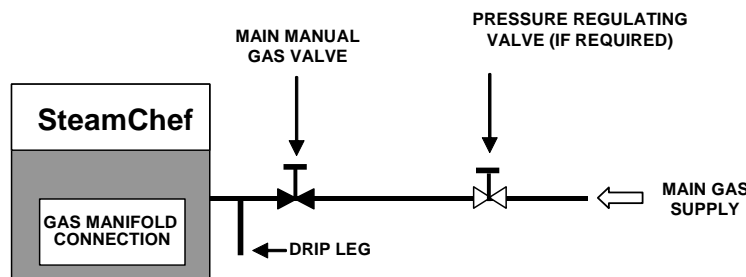 PRESSURE REGULATING
VALVE (IF REQUIRED)
MAIN MANUAL
GAS VALVE
SteamChef
GAS MANIFOLD
CONNECTION
DRIP LEG
MAIN GAS
SUPPLY